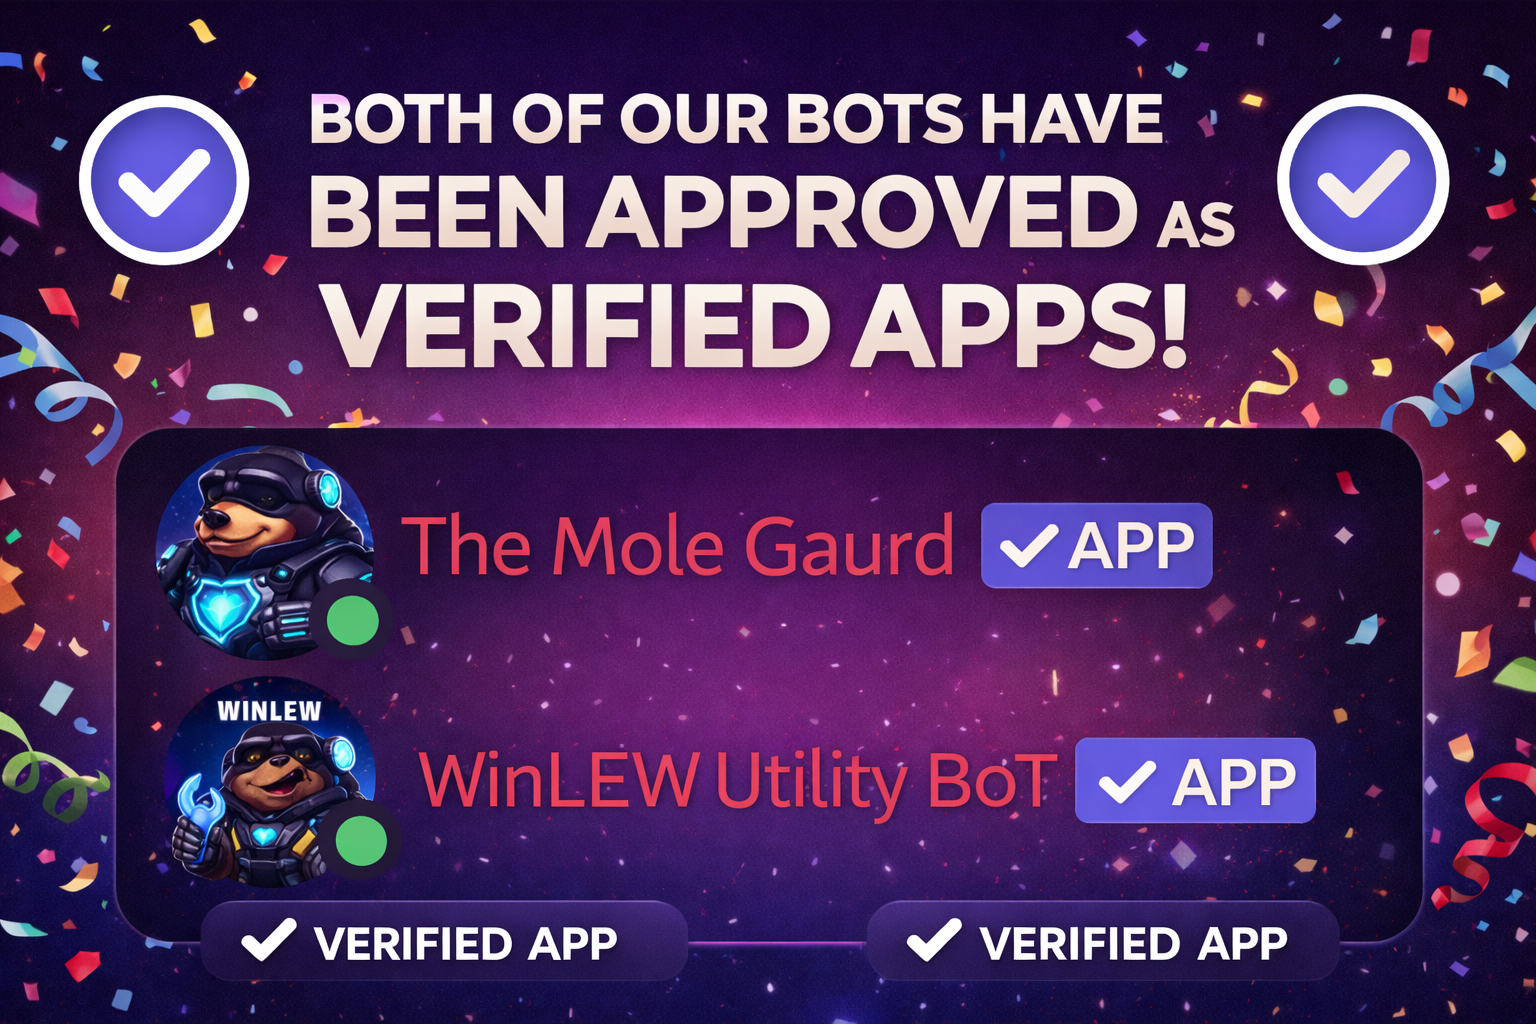 BOTH OF OUR BOTS HAVE
BEEN APPROVED AS
VERIFIED APPS!
The Mole Gaurd APP
WINLEW
WinLEW Utility BoT APP
VERIFIED APP
VERIFIED APP